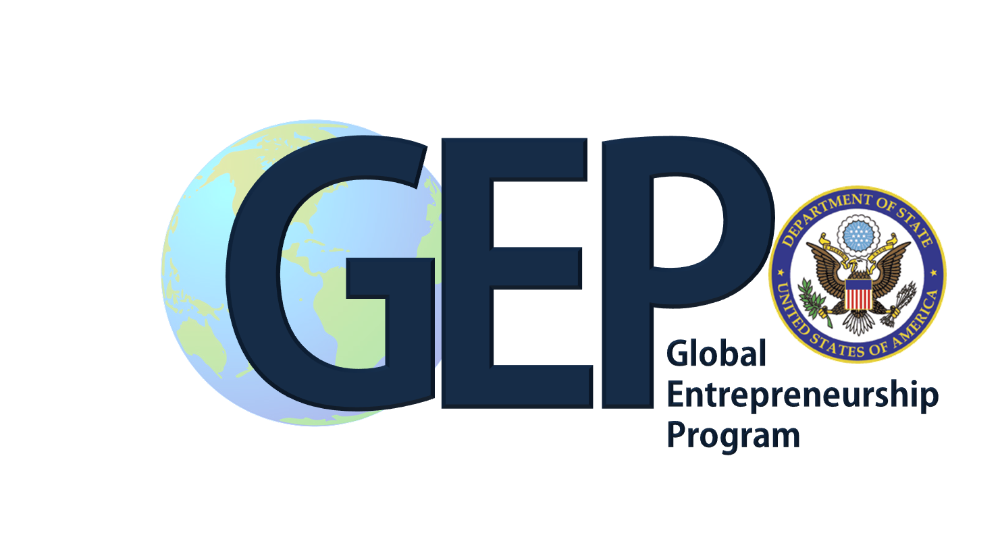 GEP
DEPARTMENT OF STATE
UNITED STATES OF AMERICA
Global
Entrepreneurship
Program